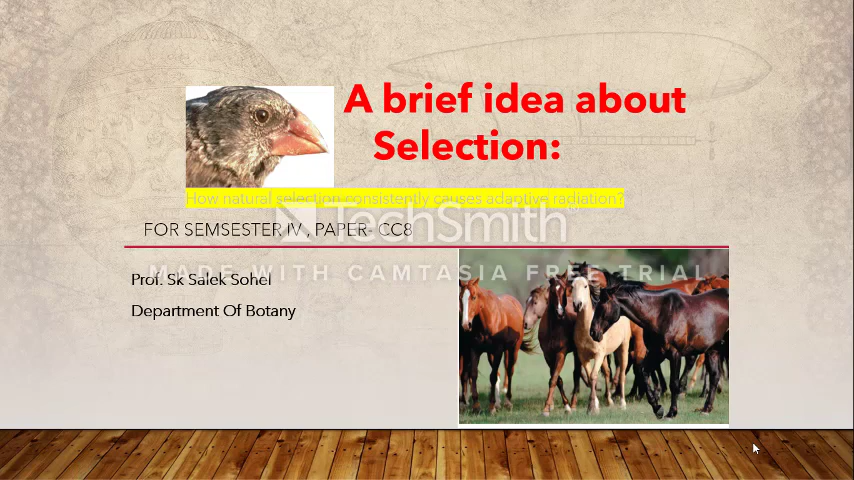 A brief idea about
Selection:
How natural selection consistently causes adaptive radiation?
TechSmith
FOR SEMSESTER IV, PAPER- CC8
MADE WITH CAMTASIA FREE TRIAL
Prof. Sk Salek Sohel
Department Of Botany